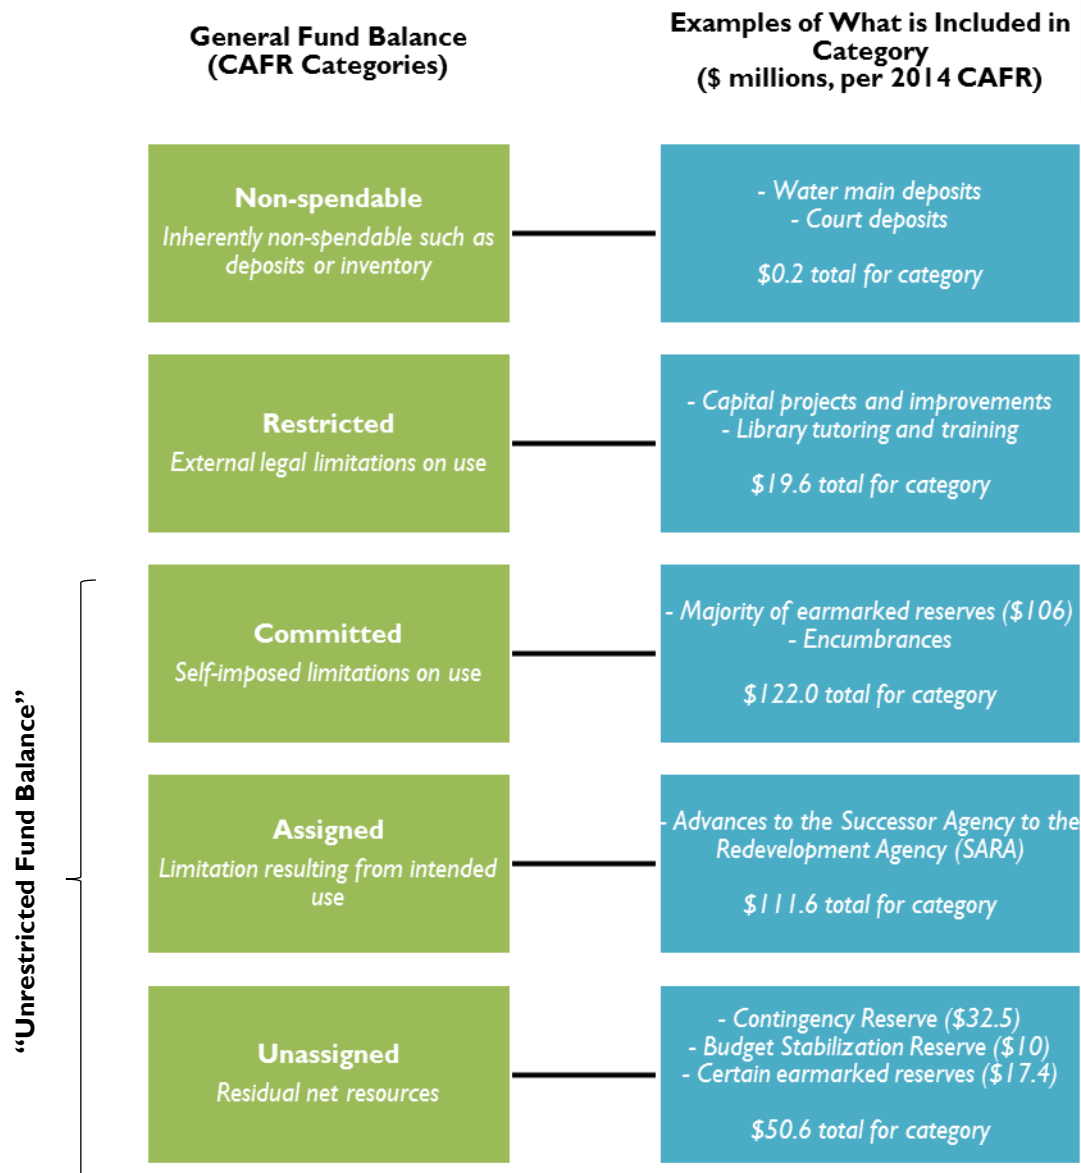 General Fund Balance
(CAFR Categories)
Examples of What is Included in
Category
($ millions, per 2014 CAFR)
Non-spendable
Inherently non-spendable such as
deposits or inventory
- Water main deposits
- Court deposits
$0.2 total for category
Restricted
External legal limitations on use
- Capital projects and improvements
- Library tutoring and training
$19.6 total for category
"Unrestricted Fund Balance"
Committed
Self-imposed limitations on use
- Majority of earmarked reserves ($106)
- Encumbrances
$122.0 total for category
Assigned
Limitation resulting from intended
use
- Advances to the Successor Agency to the
Redevelopment Agency (SARA)
$111.6 total for category
Unassigned
Residual net resources
- Contingency Reserve ($32.5)
- Budget Stabilization Reserve ($10)
- Certain earmarked reserves ($17.4)
$50.6 total for category